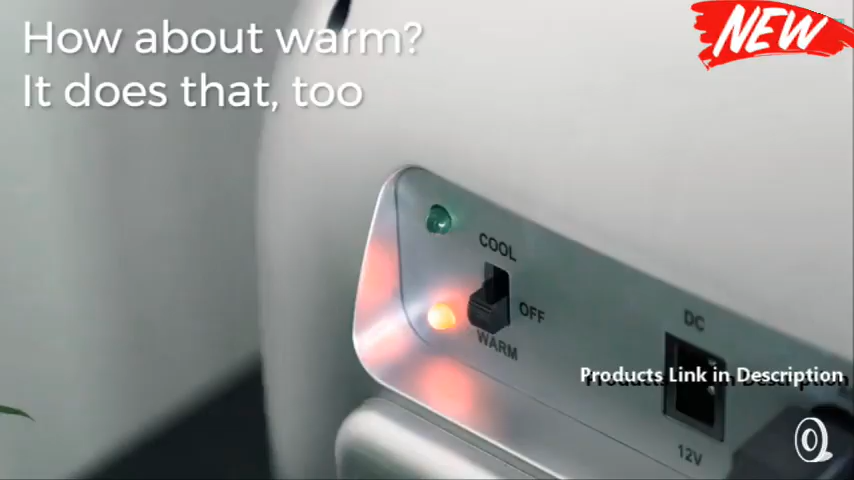 How about warm?
It does that, too
NEW
COOL
OFF
WARM
DC
Products Link in Description
12V